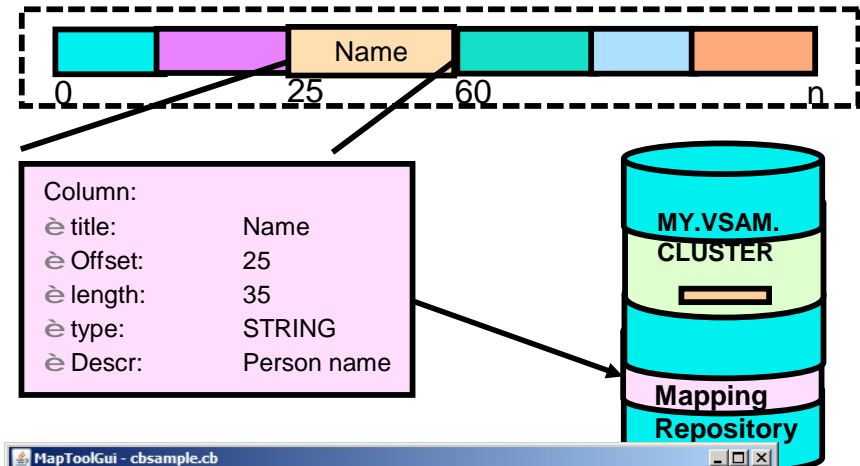 Name
0 25 60 n
Column:
è title: Name
è Offset: 25
è length: 35
è type: STRING
è Descr: Person name
MY.VSAM.
CLUSTER
Mapping
Repository
MapToolGui - cbsample.cb